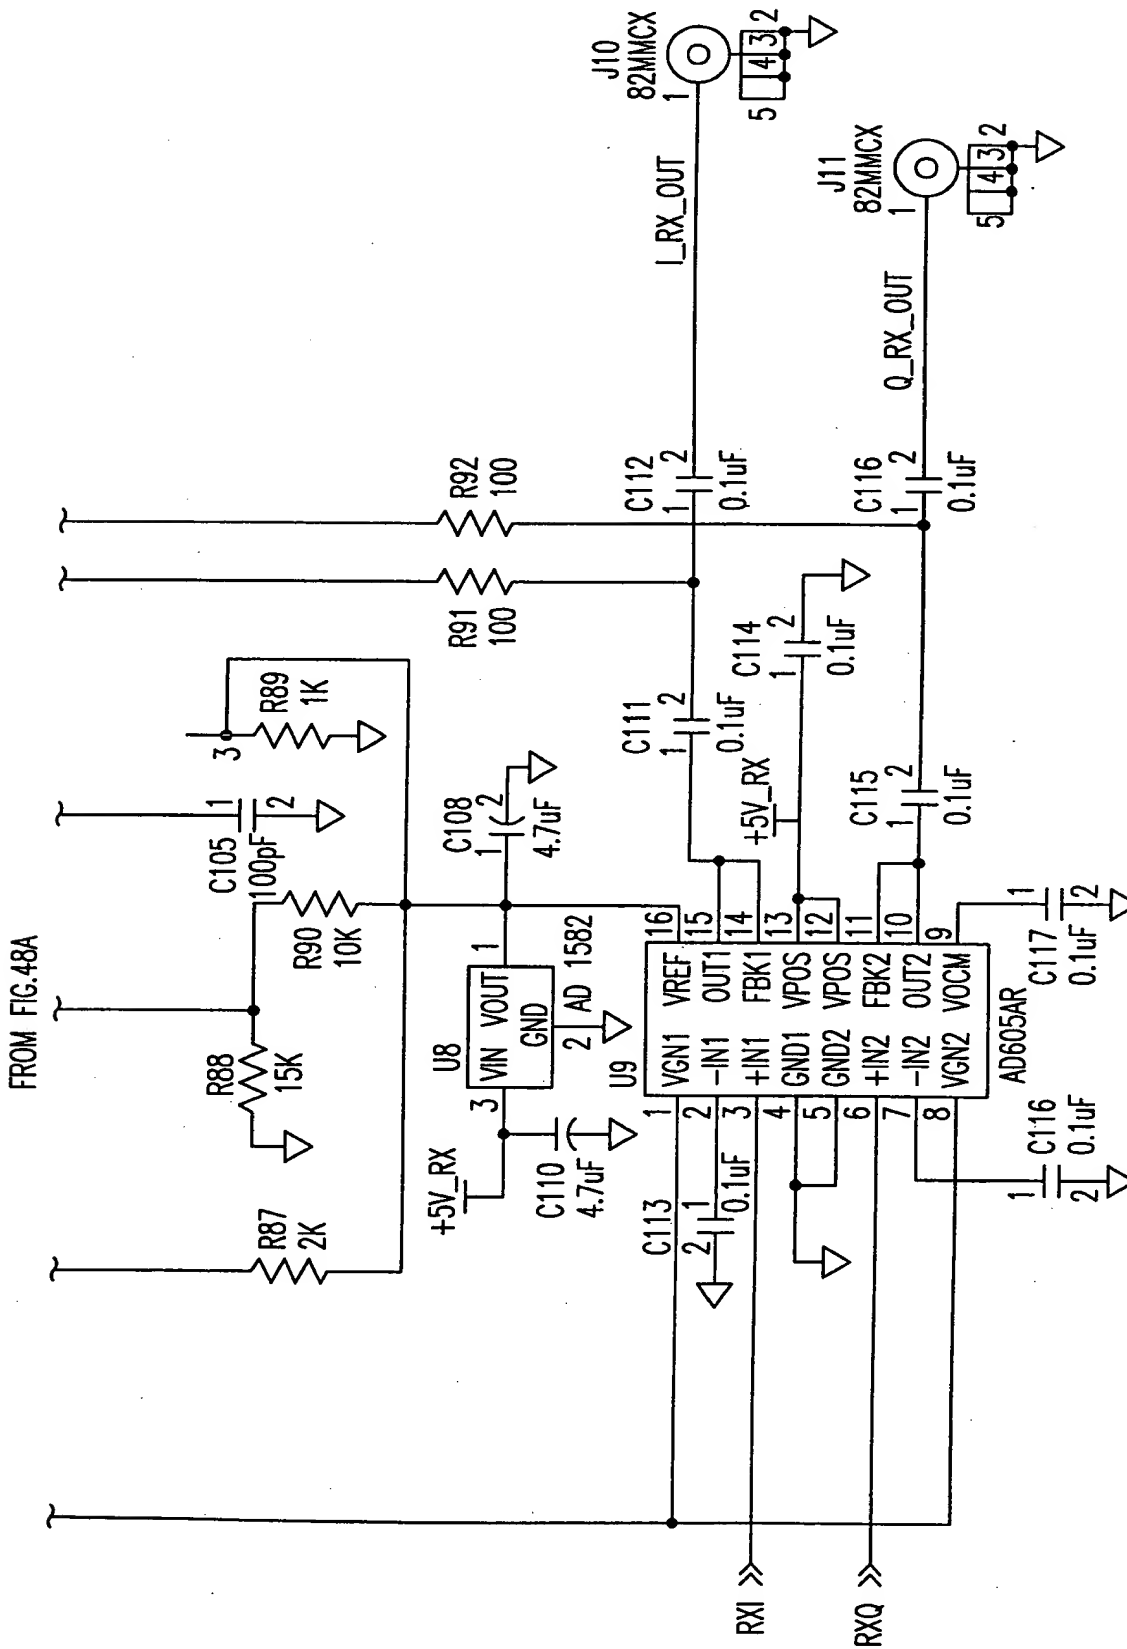 FROM FIG.48A
R87
2K
R88
15K
R90
10K
C105
100pF
1
2
3
R89
1K
R91
100
R92
100
+5V_RX
C110
4.7uF
U8
3
VIN
VOUT
1
GND
2
AD 1582
C108
1
2
4.7uF
J10
82MMCX
1
5
4
3
2
I_RX_OUT
C112
1
2
0.1uF
C111
1
2
0.1uF
+5V_RX
C114
1
2
0.1uF
J11
82MMCX
1
5
4
3
2
Q_RX_OUT
C116
1
2
0.1uF
C115
1
2
0.1uF
C113
2
1
0.1uF
RXI
RXQ
U9
1
VGN1
VREF
16
2
-IN1
OUT1
15
3
+IN1
FBK1
14
4
GND1
VPOS
13
5
GND2
VPOS
12
6
+IN2
FBK2
11
7
-IN2
OUT2
10
8
VGN2
VOCM
9
AD605AR
C116
1
2
0.1uF
C117
1
2
0.1uF